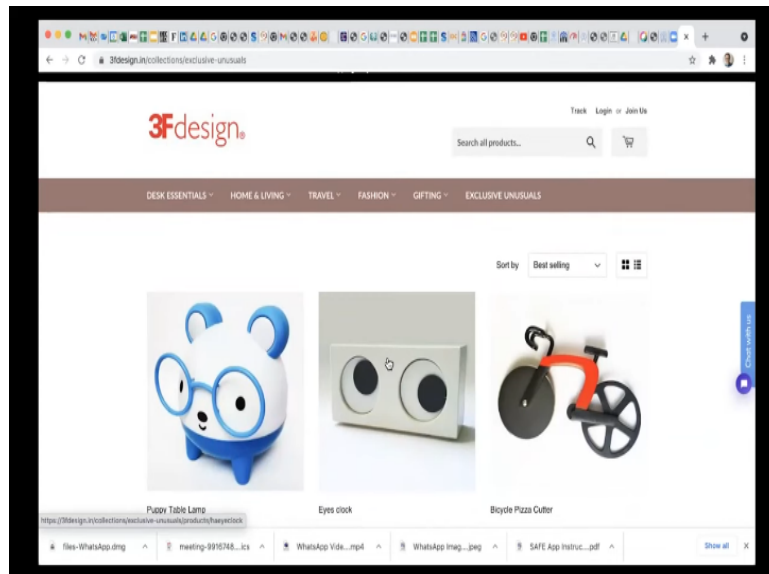 3fdesign.in/collections/exclusive-unusuals
Track Login or Join Us
3Fdesign®
Search all products...
DESK ESSENTIALS HOME & LIVING TRAVEL FASHION GIFTING EXCLUSIVE UNUSUALS
Sort by Best selling
Chat with us
Puppy Table Lamp Eyes clock Bicycle Pizza Cutter
https://3fdesign.in/collections/exclusive-unusuals/products/haeyeclock
files-WhatsApp.dmg meeting-9916748....ics WhatsApp Vide....mp4 WhatsApp Imag....jpeg SAFE App Instruc....pdf Show all